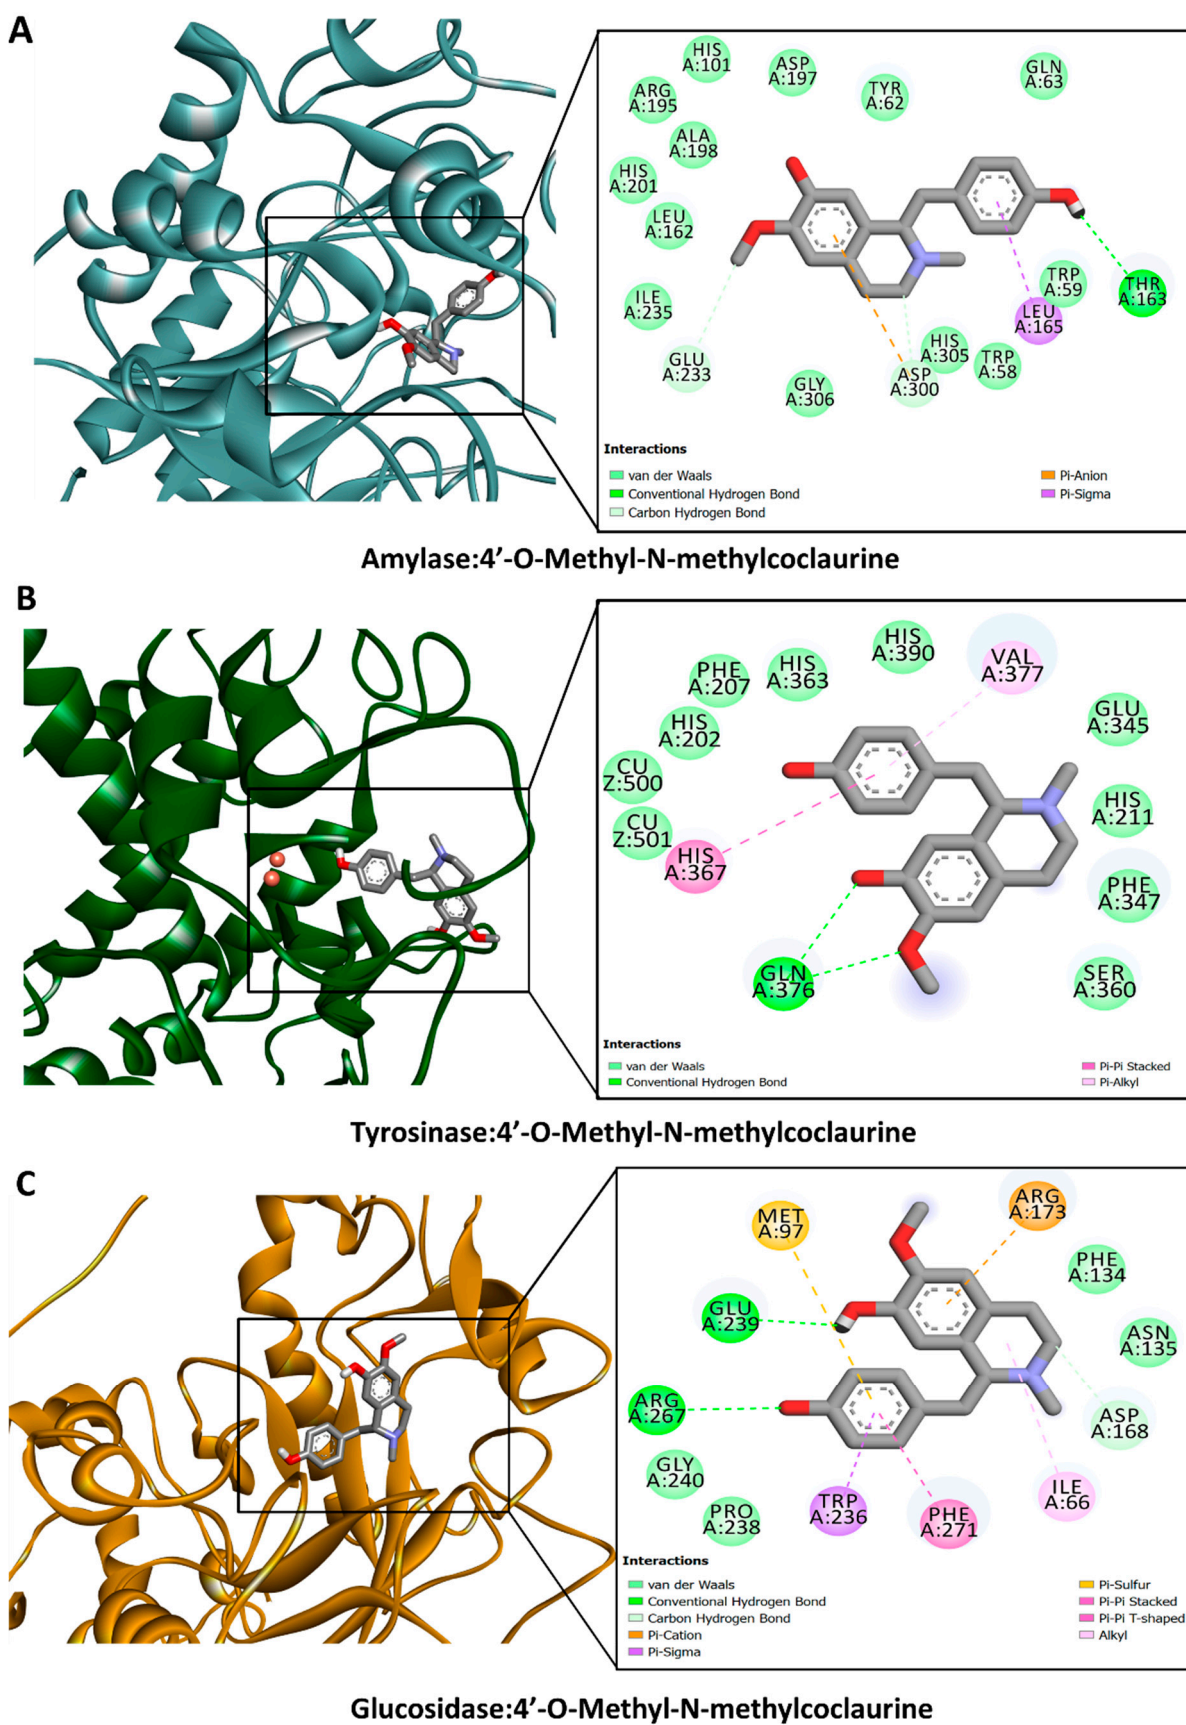 A
HIS
A:101
ASP
A:197
TYR
A:62
GLN
A:63
ARG
A:195
ALA
A:198
HIS
A:201
LEU
A:162
ILE
A:235
GLU
A:233
GLY
A:306
ASP
A:300
HIS
A:305
TRP
A:58
LEU
A:165
TRP
A:59
THR
A:163
Interactions
van der Waals
Conventional Hydrogen Bond
Carbon Hydrogen Bond
Pi-Anion
Pi-Sigma
Amylase:4’-O-Methyl-N-methylcoclaurine
B
HIS
A:390
VAL
A:377
HIS
A:363
PHE
A:207
HIS
A:202
CU
Z:500
CU
Z:501
HIS
A:367
GLN
A:376
GLU
A:345
HIS
A:211
PHE
A:347
SER
A:360
Interactions
van der Waals
Conventional Hydrogen Bond
Pi-Pi Stacked
Pi-Alkyl
Tyrosinase:4’-O-Methyl-N-methylcoclaurine
C
MET
A:97
ARG
A:173
PHE
A:134
GLU
A:239
ASN
A:135
ARG
A:267
ASP
A:168
GLY
A:240
PRO
A:238
TRP
A:236
PHE
A:271
ILE
A:66
Interactions
van der Waals
Conventional Hydrogen Bond
Carbon Hydrogen Bond
Pi-Cation
Pi-Sigma
Pi-Sulfur
Pi-Pi Stacked
Pi-Pi T-shaped
Alkyl
Glucosidase:4’-O-Methyl-N-methylcoclaurine